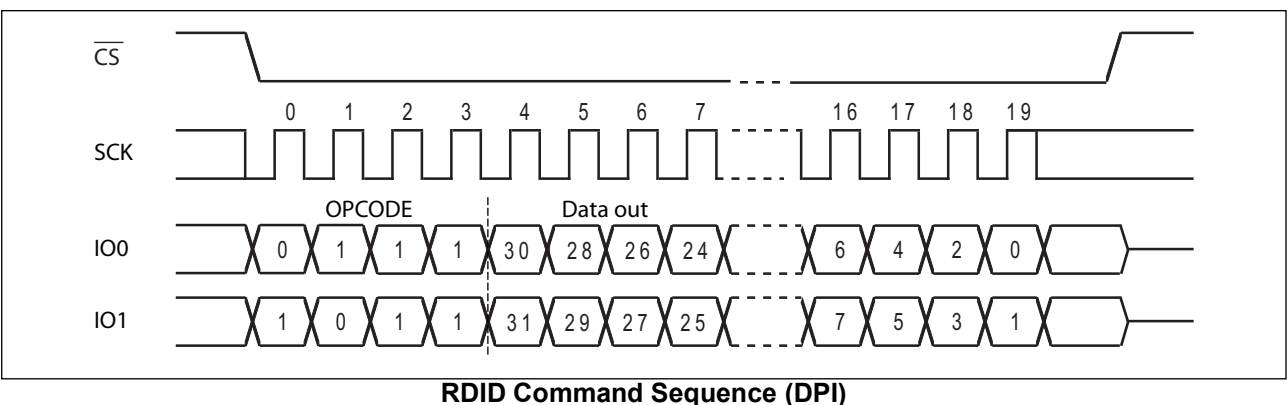 CS
0 1 2 3 4 5 6 7 16 17 18 19
SCK
OPCODE Data out
IO0 0 1 1 1 30 28 26 24 6 4 2 0
IO1 1 0 1 1 31 29 27 25 7 5 3 1
RDID Command Sequence (DPI)